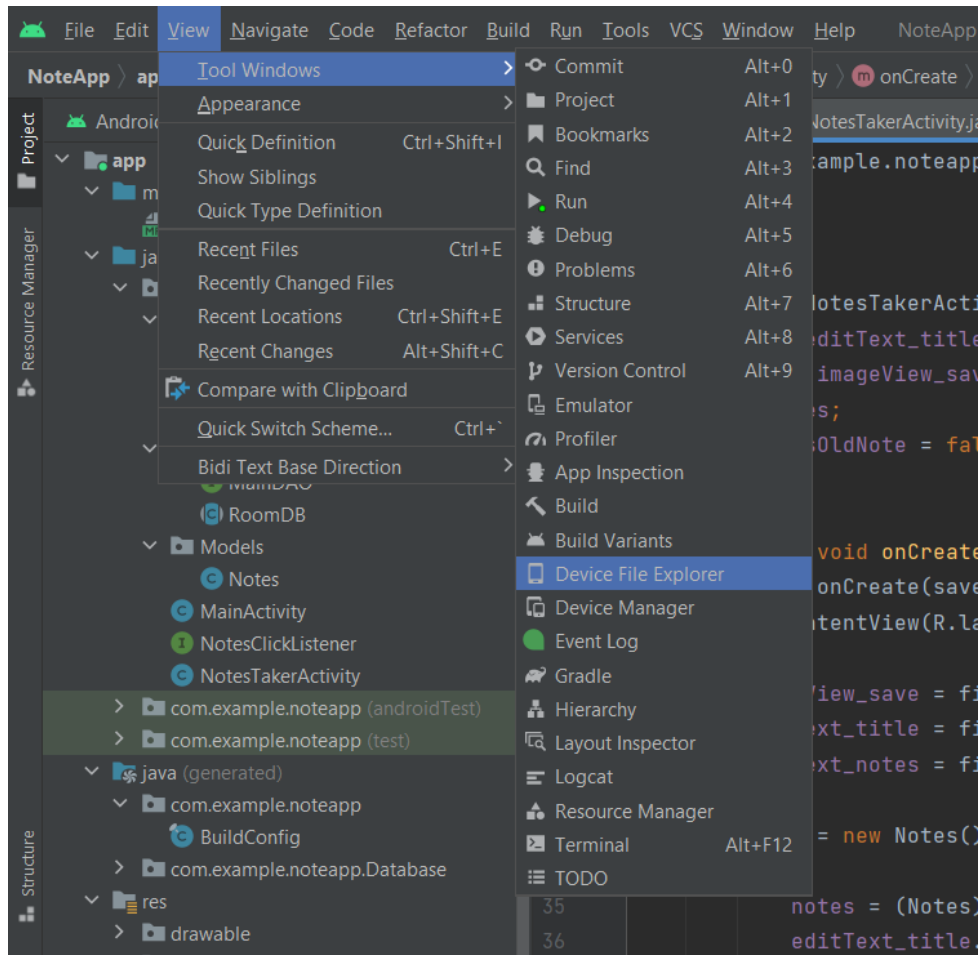 File Edit View Navigate Code Refactor Build Run Tools VCS Window Help NoteApp
NoteApp ty m onCreate
Project
Resource Manager
Structure
Tool Windows
Appearance
Quick Definition Ctrl+Shift+I
Show Siblings
Quick Type Definition
Recent Files Ctrl+E
Recently Changed Files
Recent Locations Ctrl+Shift+E
Recent Changes Alt+Shift+C
Compare with Clipboard
Quick Switch Scheme... Ctrl+`
Bidi Text Base Direction
Commit Alt+0
Project Alt+1
Bookmarks Alt+2
Find Alt+3
Run Alt+4
Debug Alt+5
Problems Alt+6
Structure Alt+7
Services Alt+8
Version Control Alt+9
Emulator
Profiler
App Inspection
Build
Build Variants
Device File Explorer
Device Manager
Event Log
Gradle
Hierarchy
Layout Inspector
Logcat
Resource Manager
Terminal Alt+F12
TODO
app
MainDAO
RoomDB
Models
Notes
MainActivity
NotesClickListener
NotesTakerActivity
com.example.noteapp (androidTest)
com.example.noteapp (test)
java (generated)
com.example.noteapp
BuildConfig
com.example.noteapp.Database
res
drawable
NotesTakerActivity.ja
xample.noteapp
NotesTakerActi
editText_title
imageView_sav
es;
sOldNote = fal
void onCreate
onCreate(save
ntentView(R.la
View_save = fi
ext_title = fi
ext_notes = fi
= new Notes()
35 notes = (Notes)
36 editText_title.